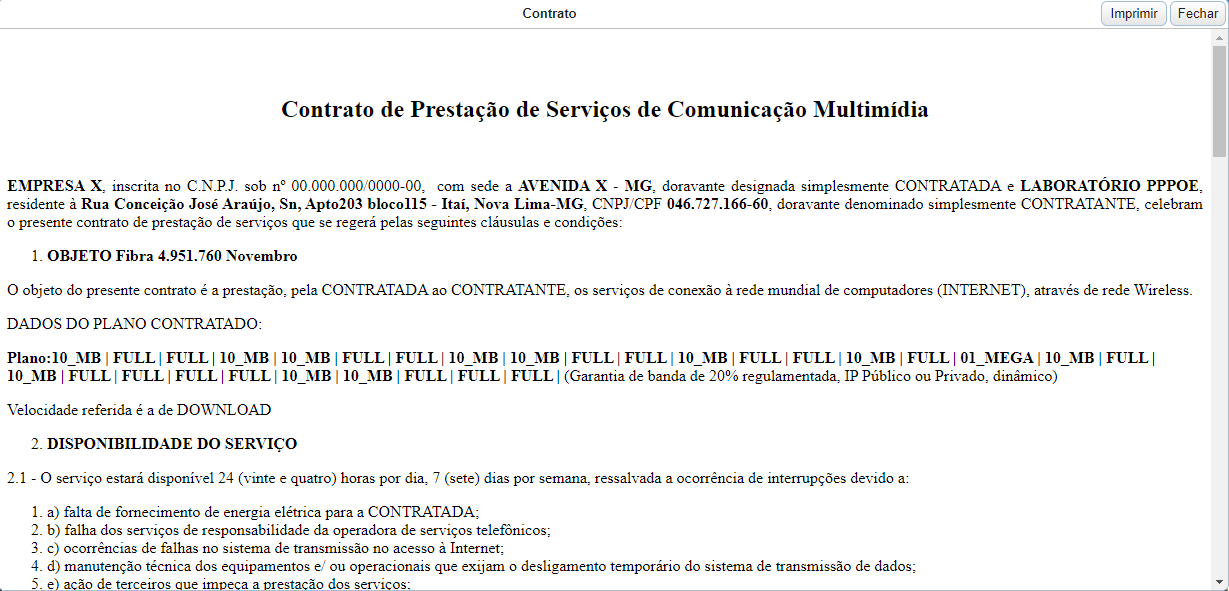 Contrato
Imprimir
Fechar
Contrato de Prestação de Serviços de Comunicação Multimídia
EMPRESA X, inscrita no C.N.P.J. sob nº 00.000.000/0000-00, com sede a AVENIDA X - MG, doravante designada simplesmente CONTRATADA e LABORATÓRIO PPPOE,
residente à Rua Conceição José Araújo, Sn, Apto203 bloco115 - Itaí, Nova Lima-MG, CNPJ/CPF 046.727.166-60, doravante denominado simplesmente CONTRATANTE, celebram
o presente contrato de prestação de serviços que se regerá pelas seguintes cláusulas e condições:
1. OBJETO Fibra 4.951.760 Novembro
O objeto do presente contrato é a prestação, pela CONTRATADA ao CONTRATANTE, os serviços de conexão à rede mundial de computadores (INTERNET), através de rede Wireless.
DADOS DO PLANO CONTRATADO:
Plano:10_MB | FULL | FULL | 10_MB | 10_MB | FULL | FULL | 10_MB | 10_MB | FULL | FULL | 10_MB | FULL | FULL | 10_MB | FULL | 01_MEGA | 10_MB | FULL |
10_MB | FULL | FULL | FULL | FULL | 10_MB | 10_MB | FULL | FULL | FULL | (Garantia de banda de 20% regulamentada, IP Público ou Privado, dinâmico)
Velocidade referida é a de DOWNLOAD
2. DISPONIBILIDADE DO SERVIÇO
2.1 - O serviço estará disponível 24 (vinte e quatro) horas por dia, 7 (sete) dias por semana, ressalvada a ocorrência de interrupções devido a:
1. a) falta de fornecimento de energia elétrica para a CONTRATADA;
2. b) falha dos serviços de responsabilidade da operadora de serviços telefônicos;
3. c) ocorrências de falhas no sistema de transmissão no acesso à Internet;
4. d) manutenção técnica dos equipamentos e/ ou operacionais que exijam o desligamento temporário do sistema de transmissão de dados;
5. e) ação de terceiros que impeça a prestação dos serviços;